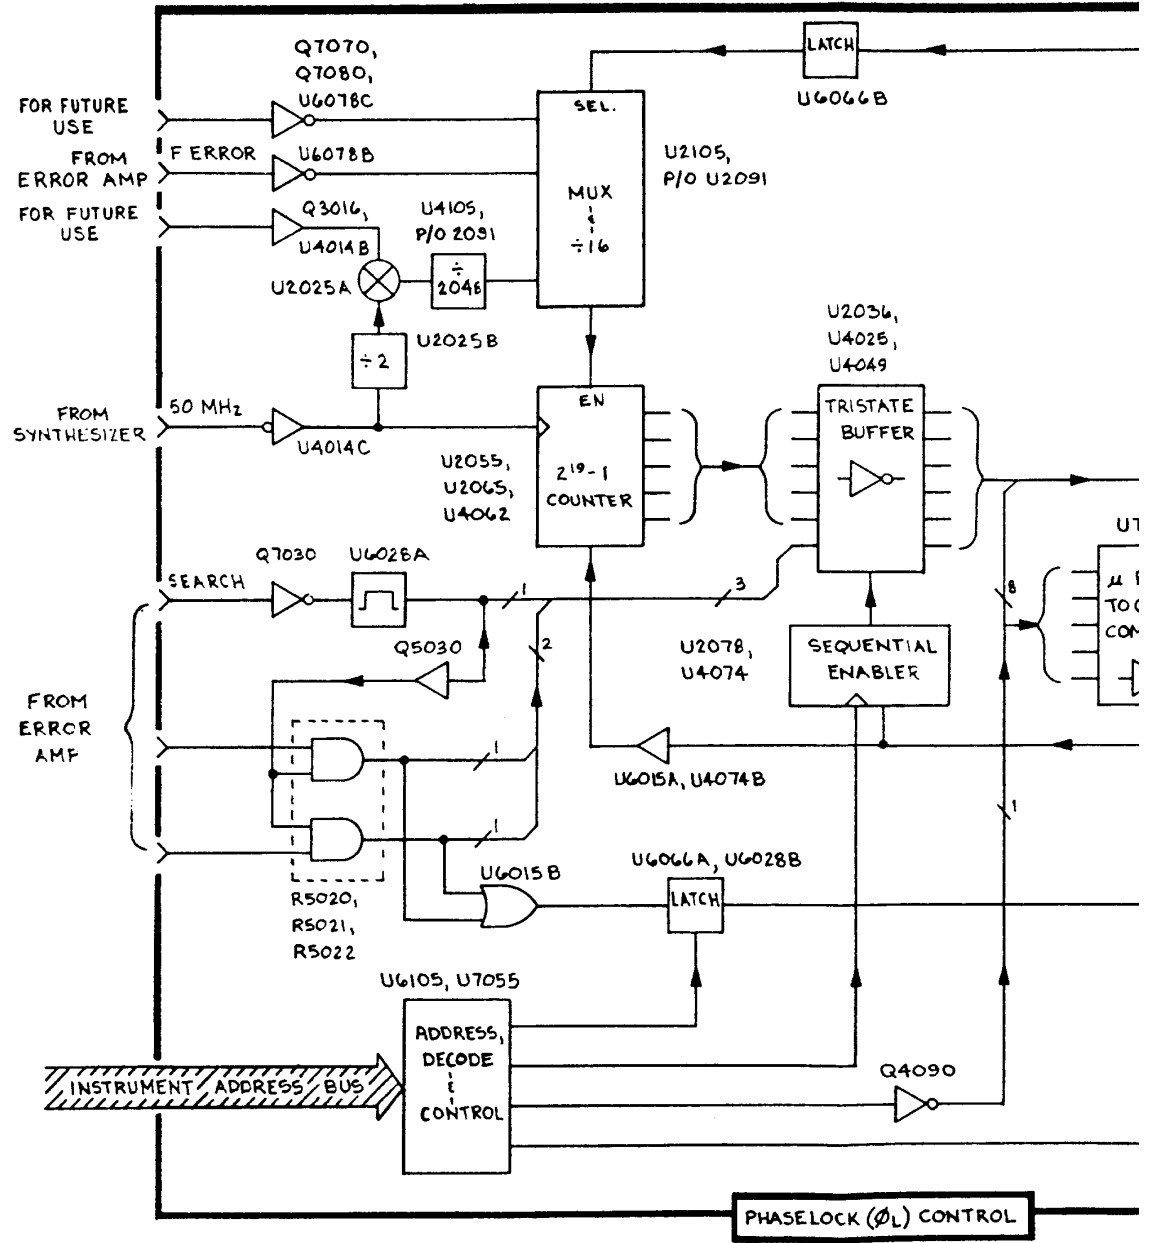 Q7070,
Q7080,
U6078C
LATCH
U6066B
FOR FUTURE
USE
SEL.
FROM
ERROR AMP
F ERROR
U6078B
U2105,
P/O U2091
FOR FUTURE
USE
Q3016,
U4014B
U4105,
P/O 2091
MUX
&
÷16
U2025A
÷
2048
U2025B
÷2
U2036,
U4025,
U4049
FROM
SYNTHESIZER
50 MHz
U4014C
EN
2¹⁹-1
COUNTER
U2055,
U2065,
U4062
TRISTATE
BUFFER
Q7030
U6028A
SEARCH
1
3
8
2
Q5030
U2078,
U4074
SEQUENTIAL
ENABLER
FROM
ERROR
AMP
1
1
1
U6015A, U4074B
U6066A, U6028B
U6015B
LATCH
R5020,
R5021,
R5022
U6105, U7055
ADDRESS,
DECODE
&
CONTROL
INSTRUMENT ADDRESS BUS
Q4090
PHASELOCK (ØL) CONTROL